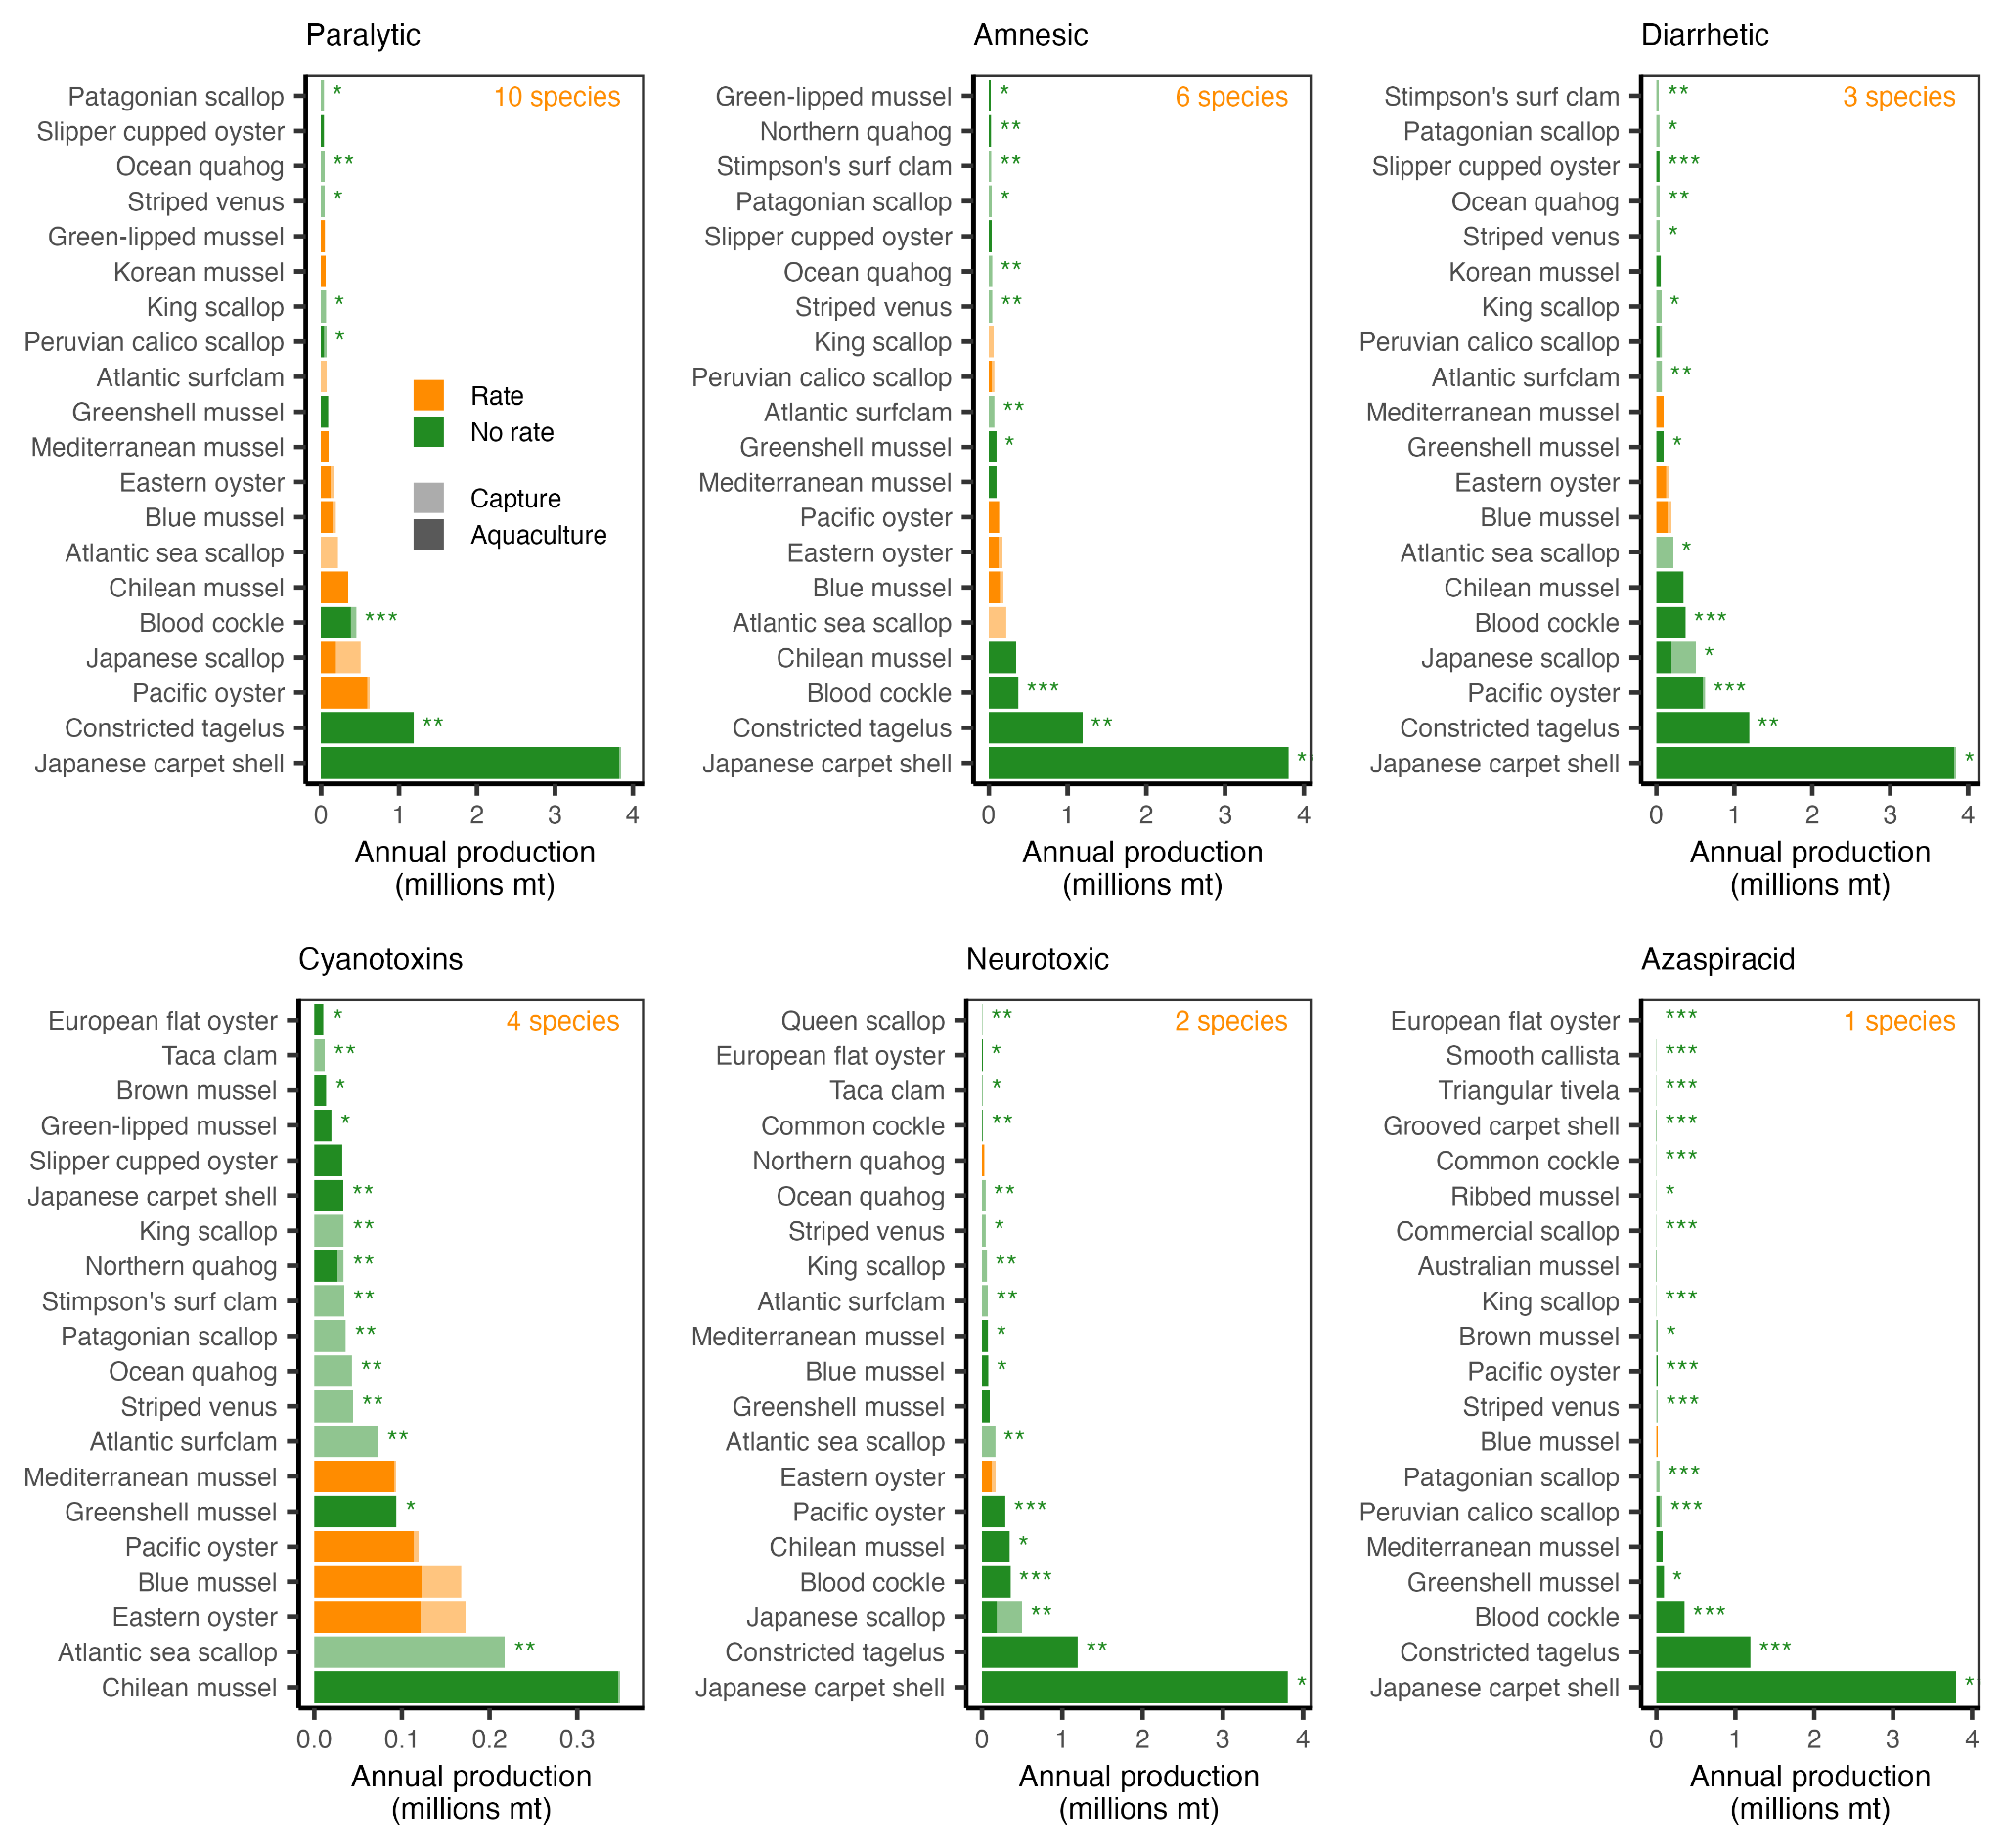 Paralytic
Patagonian scallop *
10 species
Slipper cupped oyster
Ocean quahog **
Striped venus *
Green-lipped mussel
Korean mussel
King scallop *
Peruvian calico scallop *
Atlantic surfclam
Greenshell mussel
Mediterranean mussel
Eastern oyster
Blue mussel
Atlantic sea scallop
Chilean mussel
Blood cockle ***
Japanese scallop
Pacific oyster
Constricted tagelus **
Japanese carpet shell
Rate
No rate
Capture
Aquaculture
0 1 2 3 4
Annual production
(millions mt)
Amnesic
Green-lipped mussel *
6 species
Northern quahog **
Stimpson's surf clam **
Patagonian scallop *
Slipper cupped oyster
Ocean quahog **
Striped venus **
King scallop
Peruvian calico scallop
Atlantic surfclam **
Greenshell mussel *
Mediterranean mussel
Pacific oyster
Eastern oyster
Blue mussel
Atlantic sea scallop
Chilean mussel
Blood cockle ***
Constricted tagelus **
Japanese carpet shell *
0 1 2 3 4
Annual production
(millions mt)
Diarrhetic
Stimpson's surf clam **
3 species
Patagonian scallop *
Slipper cupped oyster ***
Ocean quahog **
Striped venus *
Korean mussel
King scallop *
Peruvian calico scallop
Atlantic surfclam **
Mediterranean mussel
Greenshell mussel *
Eastern oyster
Blue mussel
Atlantic sea scallop *
Chilean mussel
Blood cockle ***
Japanese scallop *
Pacific oyster ***
Constricted tagelus **
Japanese carpet shell *
0 1 2 3 4
Annual production
(millions mt)
Cyanotoxins
European flat oyster *
4 species
Taca clam **
Brown mussel *
Green-lipped mussel *
Slipper cupped oyster
Japanese carpet shell **
King scallop **
Northern quahog **
Stimpson's surf clam **
Patagonian scallop **
Ocean quahog **
Striped venus **
Atlantic surfclam **
Mediterranean mussel
Greenshell mussel *
Pacific oyster
Blue mussel
Eastern oyster
Atlantic sea scallop **
Chilean mussel
0.0 0.1 0.2 0.3
Annual production
(millions mt)
Neurotoxic
Queen scallop **
2 species
European flat oyster *
Taca clam *
Common cockle **
Northern quahog
Ocean quahog **
Striped venus *
King scallop **
Atlantic surfclam **
Mediterranean mussel *
Blue mussel *
Greenshell mussel
Atlantic sea scallop **
Eastern oyster
Pacific oyster ***
Chilean mussel *
Blood cockle ***
Japanese scallop **
Constricted tagelus **
Japanese carpet shell *
0 1 2 3 4
Annual production
(millions mt)
Azaspiracid
European flat oyster ***
1 species
Smooth callista ***
Triangular tivela ***
Grooved carpet shell ***
Common cockle ***
Ribbed mussel *
Commercial scallop ***
Australian mussel
King scallop ***
Brown mussel *
Pacific oyster ***
Striped venus ***
Blue mussel
Patagonian scallop ***
Peruvian calico scallop ***
Mediterranean mussel
Greenshell mussel *
Blood cockle ***
Constricted tagelus ***
Japanese carpet shell *
0 1 2 3 4
Annual production
(millions mt)